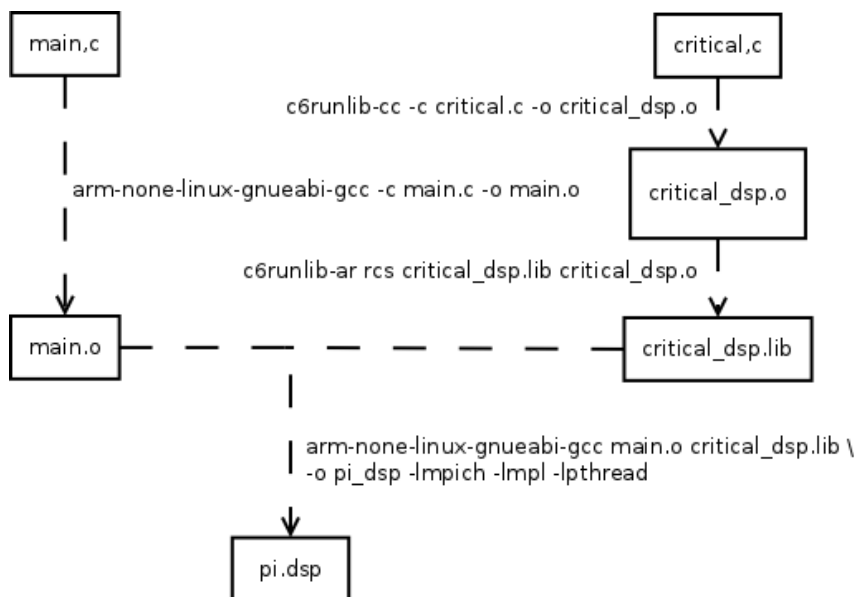 main,c
critical,c
c6runlib-cc -c critical.c -o critical_dsp.o
arm-none-linux-gnueabi-gcc -c main.c -o main.o
critical_dsp.o
c6runlib-ar rcs critical_dsp.lib critical_dsp.o
main.o
critical_dsp.lib
arm-none-linux-gnueabi-gcc main.o critical_dsp.lib \
-o pi_dsp -lmpich -lmpl -lpthread
pi.dsp